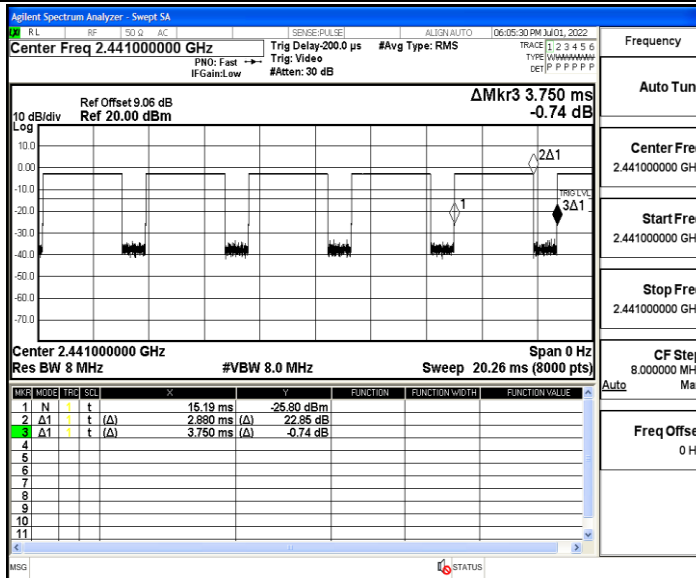 Agilent Spectrum Analyzer - Swept SA
LXI RL RF 50 Ω AC SENSE:PULSE ALIGN AUTO 06:05:30 PM Jul 01, 2022
Center Freq 2.441000000 GHz
Trig Delay-200.0 µs #Avg Type: RMS TRACE 1 2 3 4 5 6
PNO: Fast Trig: Video TYPE
IFGain:Low #Atten: 30 dB DET P P P P P P
Frequency
ΔMkr3 3.750 ms
-0.74 dB
Ref Offset 9.06 dB
10 dB/div Ref 20.00 dBm
Log
10.0
0.00
-10.0
-20.0
-30.0
-40.0
-50.0
-60.0
-70.0
2Δ1
1
TRIG LVL
3Δ1
Center 2.441000000 GHz Span 0 Hz
Res BW 8 MHz #VBW 8.0 MHz Sweep 20.26 ms (8000 pts)
MKR MODE TRC SCL X Y FUNCTION FUNCTION WIDTH FUNCTION VALUE
1 N 1 t 15.19 ms -25.80 dBm
2 Δ1 1 t (Δ) 2.880 ms (Δ) 22.85 dB
3 Δ1 1 t (Δ) 3.750 ms (Δ) -0.74 dB
4
5
6
7
8
9
10
11
MSG STATUS
Auto Tun
Center Fre
2.441000000 GH
Start Fre
2.441000000 GH
Stop Fre
2.441000000 GH
CF Step
8.000000 MH
Auto Ma
Freq Offse
0 H